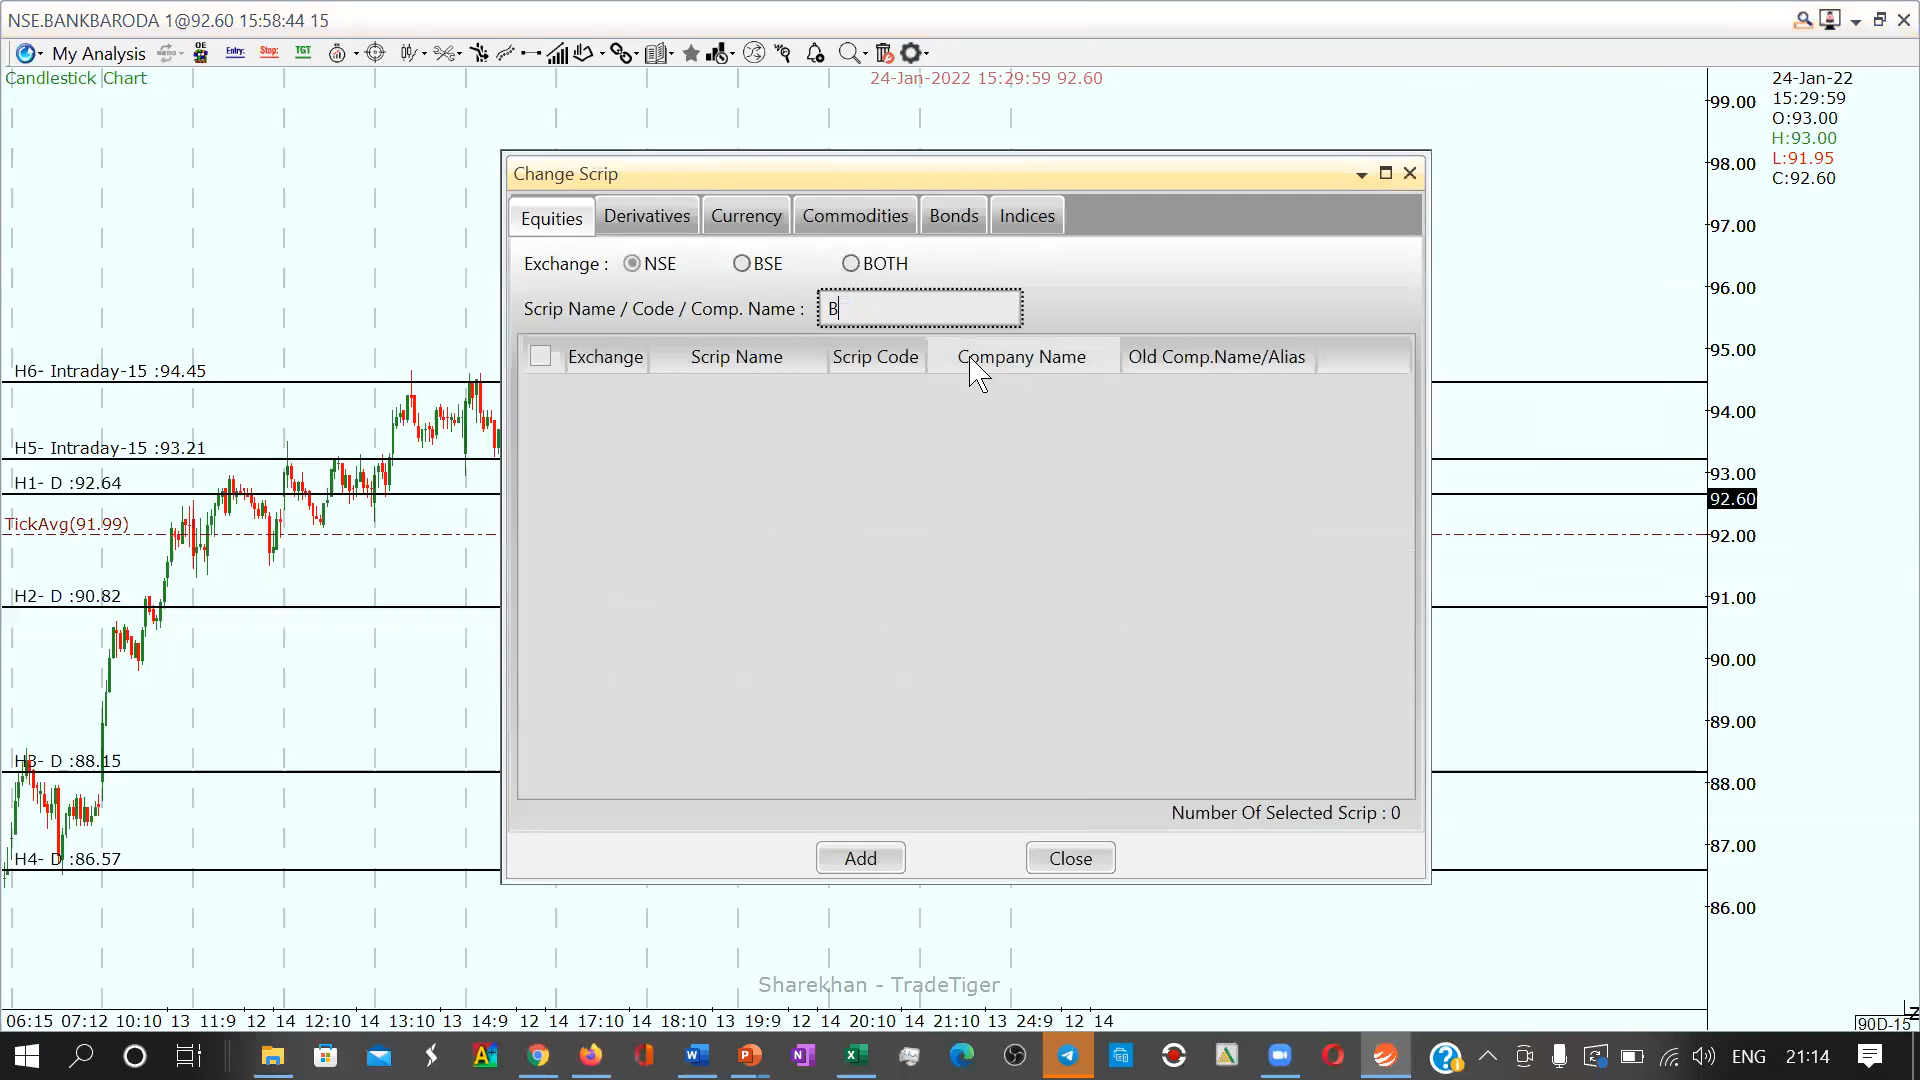 NSE.BANKBARODA 1@92.60 15:58:44 15
My Analysis
OE
Entry:
Stop:
TGT
Candlestick Chart
24-Jan-2022 15:29:59 92.60
24-Jan-22
15:29:59
O:93.00
H:93.00
L:91.95
C:92.60
99.00
98.00
97.00
96.00
95.00
94.00
93.00
92.60
92.00
91.00
90.00
89.00
88.00
87.00
86.00
H6- Intraday-15 :94.45
H5- Intraday-15 :93.21
H1- D :92.64
TickAvg(91.99)
H2- D :90.82
H3- D :88.15
H4- D :86.57
Change Scrip
Equities Derivatives Currency Commodities Bonds Indices
Exchange : NSE BSE BOTH
Scrip Name / Code / Comp. Name : B
Exchange Scrip Name Scrip Code Company Name Old Comp.Name/Alias
Number Of Selected Scrip : 0
Add Close
Sharekhan - TradeTiger
06:15 07:12 10:10 13 11:9 12 14 12:10 14 13:10 13 14:9 12 14 17:10 14 18:10 13 19:9 12 14 20:10 14 21:10 13 24:9 12 14
90D-15
ENG 21:14